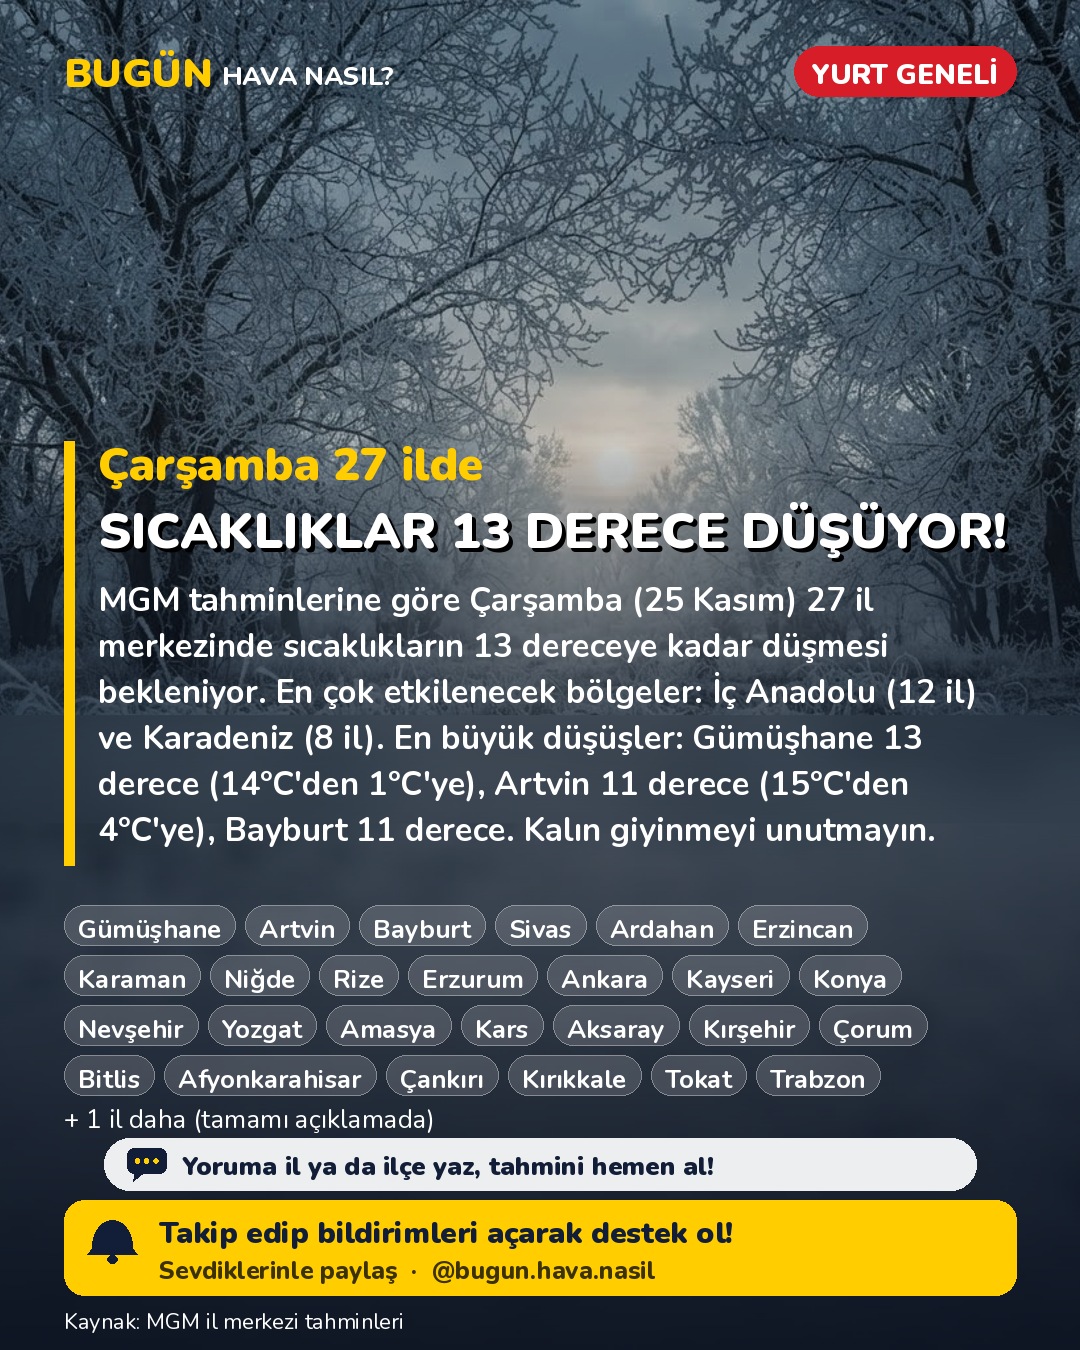 BUGÜN HAVA NASIL?
YURT GENELİ
Çarşamba 27 ilde
SICAKLIKLAR 13 DERECE DÜŞÜYOR!
MGM tahminlerine göre Çarşamba (25 Kasım) 27 il
merkezinde sıcaklıkların 13 dereceye kadar düşmesi
bekleniyor. En çok etkilenecek bölgeler: İç Anadolu (12 il)
ve Karadeniz (8 il). En büyük düşüşler: Gümüşhane 13
derece (14°C'den 1°C'ye), Artvin 11 derece (15°C'den
4°C'ye), Bayburt 11 derece. Kalın giyinmeyi unutmayın.
Gümüşhane Artvin Bayburt Sivas Ardahan Erzincan
Karaman Niğde Rize Erzurum Ankara Kayseri Konya
Nevşehir Yozgat Amasya Kars Aksaray Kırşehir Çorum
Bitlis Afyonkarahisar Çankırı Kırıkkale Tokat Trabzon
+ 1 il daha (tamamı açıklamada)
Yoruma il ya da ilçe yaz, tahmini hemen al!
Takip edip bildirimleri açarak destek ol!
Sevdiklerinle paylaş · @bugun.hava.nasil
Kaynak: MGM il merkezi tahminleri